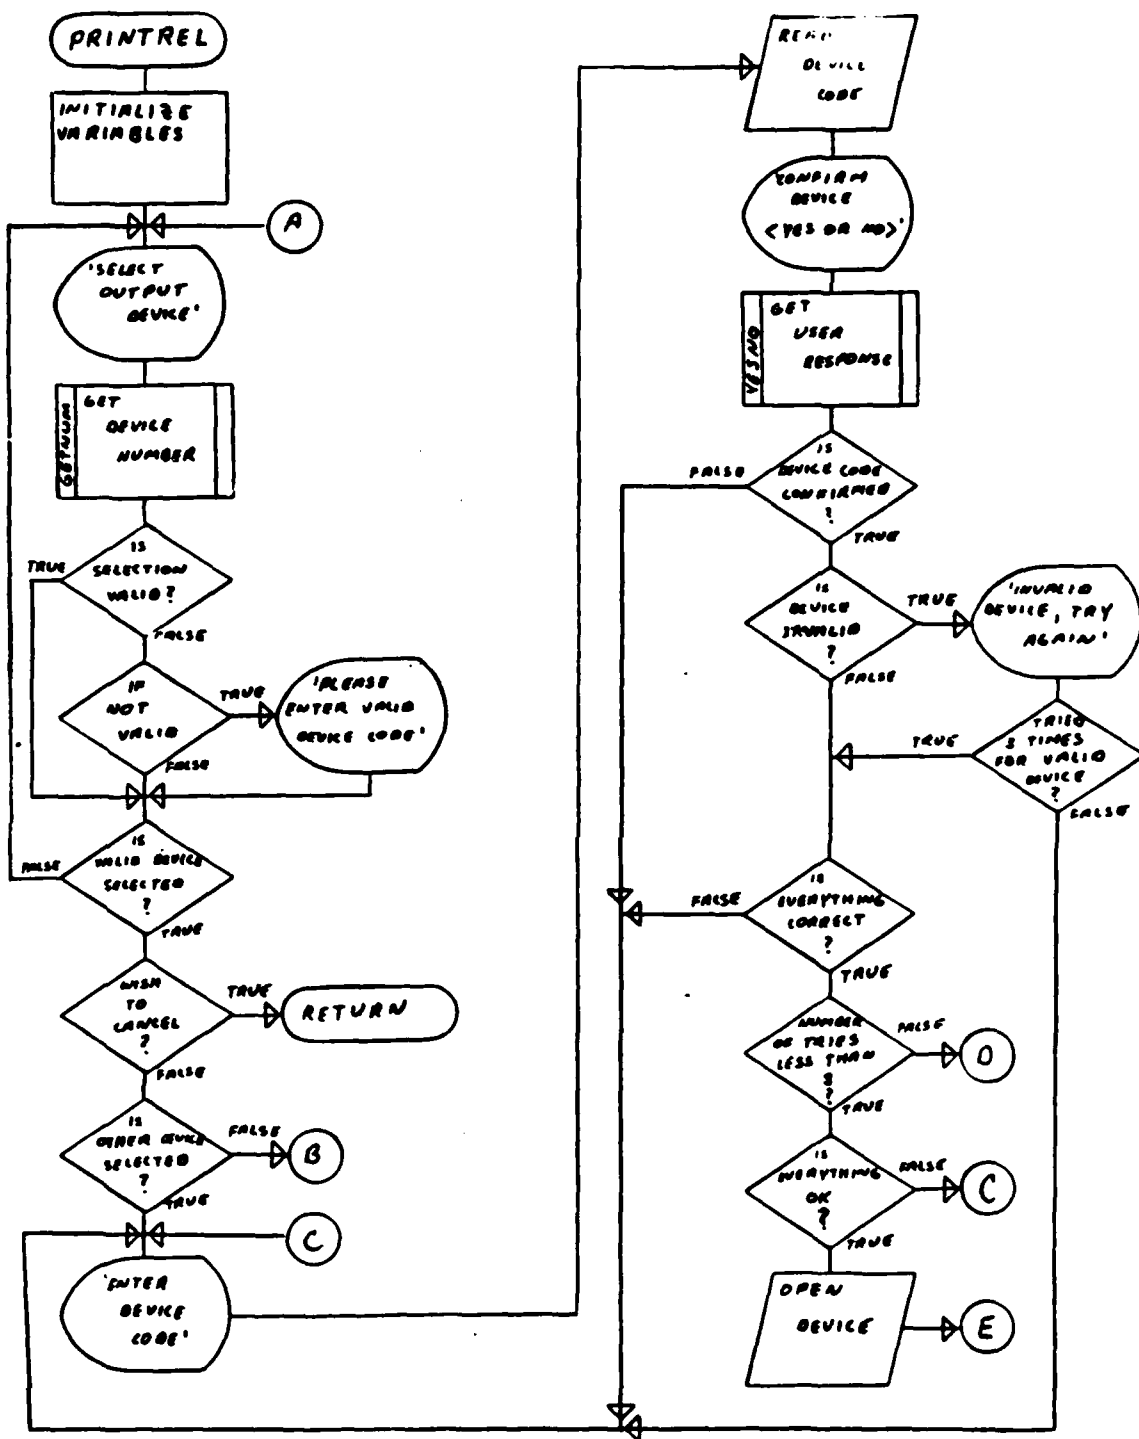 PRINTREL
INITIALIZE
VARIABLES
A
'SELECT
OUTPUT
DEVICE'
GETNUM
GET
DEVICE
NUMBER
IS
SELECTION
VALID?
TRUE
FALSE
IF
NOT
VALID
TRUE
'PLEASE
ENTER VALID
DEVICE CODE'
FALSE
IS
VALID DEVICE
SELECTED
?
FALSE
TRUE
WISH
TO
CANCEL
?
TRUE
RETURN
FALSE
IS
OTHER DEVICE
SELECTED
?
FALSE
B
TRUE
C
'ENTER
DEVICE
CODE'
READ
DEVICE
CODE
'CONFIRM
DEVICE
<YES OR NO>'
YESNO
GET
USER
RESPONSE
IS
DEVICE CODE
CONFIRMED
?
FALSE
TRUE
IS
DEVICE
INVALID
?
TRUE
'INVALID
DEVICE, TRY
AGAIN'
FALSE
TRIED
3 TIMES
FOR VALID
DEVICE
?
TRUE
FALSE
IS
EVERYTHING
CORRECT
?
FALSE
TRUE
NUMBER
OF TRIES
LESS THAN
?
FALSE
D
TRUE
IS
EVERYTHING
OK
?
FALSE
C
TRUE
OPEN
DEVICE
E